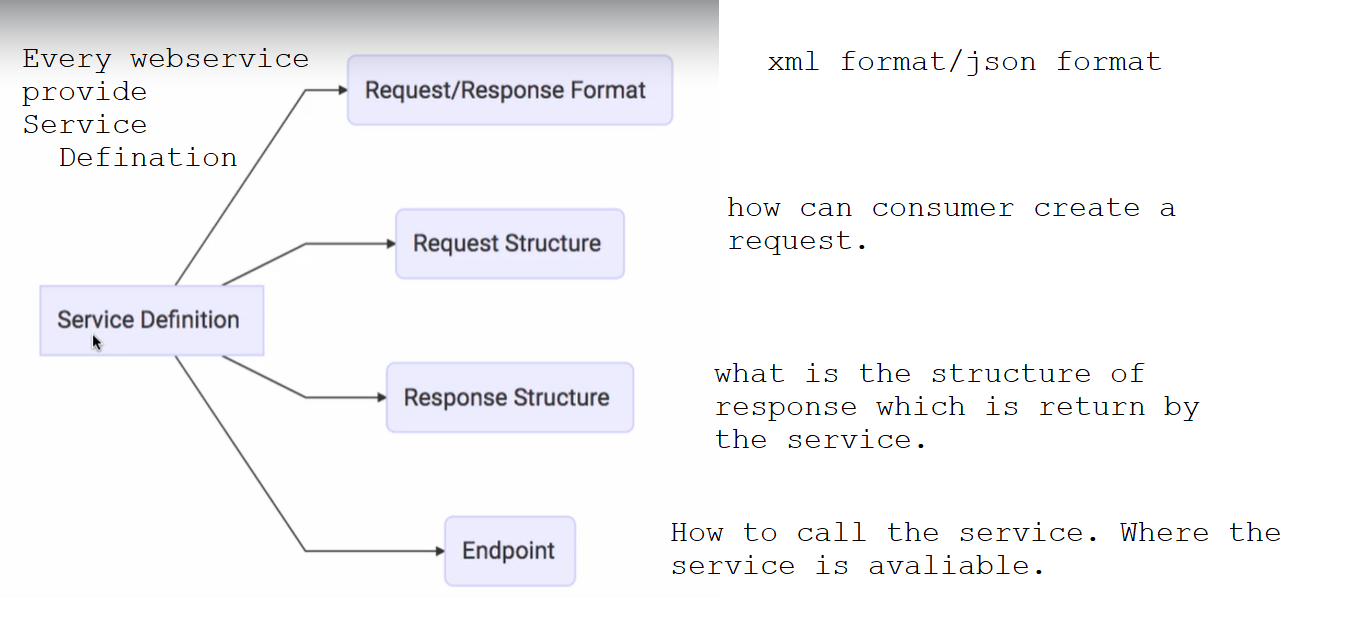 Every webservice
provide
Service
Defination
Request/Response Format
xml format/json format
Request Structure
how can consumer create a
request.
Service Definition
Response Structure
what is the structure of
response which is return by
the service.
Endpoint
How to call the service. Where the
service is avaliable.